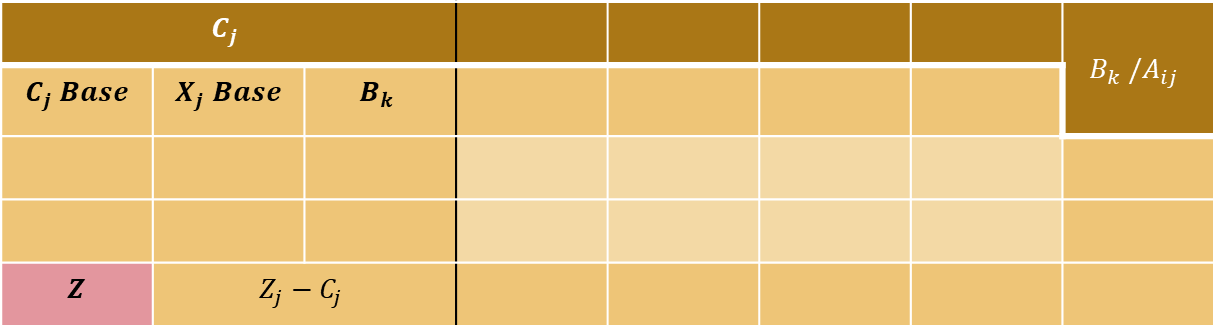 C_j
B_k /A_ij
C_j Base X_j Base B_k
Z Z_j − C_j